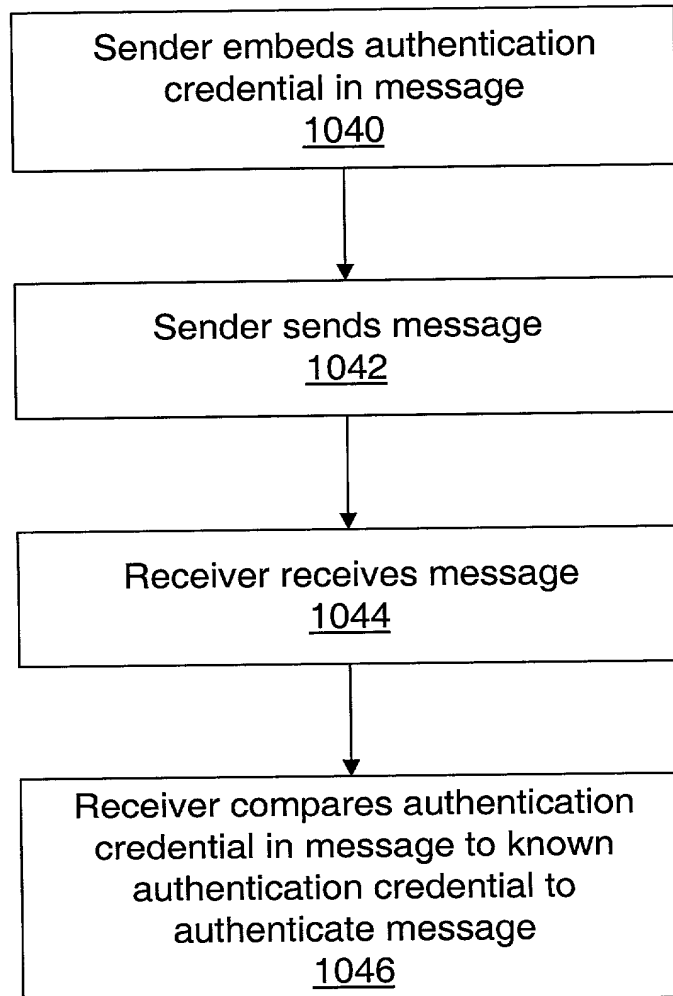 Sender embeds authentication
credential in message
1040
Sender sends message
1042
Receiver receives message
1044
Receiver compares authentication
credential in message to known
authentication credential to
authenticate message
1046